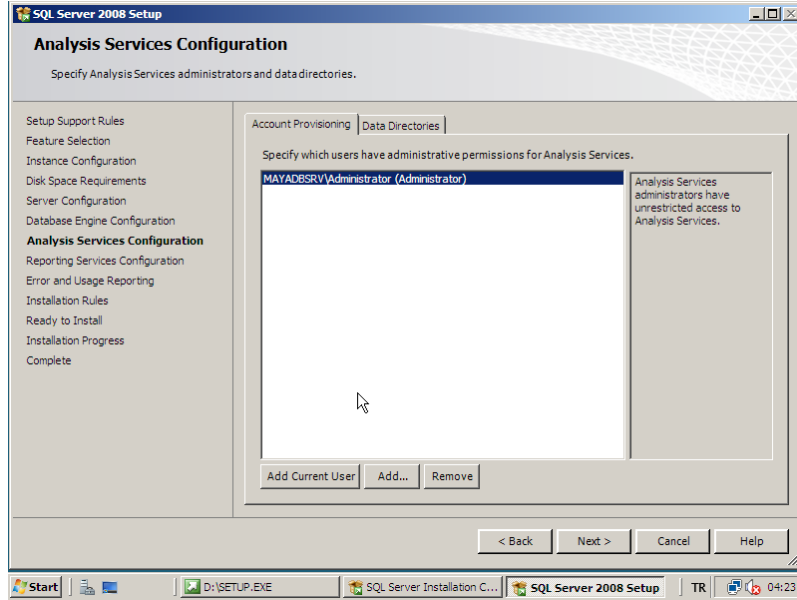 SQL Server 2008 Setup
Analysis Services Configuration
Specify Analysis Services administrators and data directories.
Setup Support Rules
Feature Selection
Instance Configuration
Disk Space Requirements
Server Configuration
Database Engine Configuration
Analysis Services Configuration
Reporting Services Configuration
Error and Usage Reporting
Installation Rules
Ready to Install
Installation Progress
Complete
Account Provisioning
Data Directories
Specify which users have administrative permissions for Analysis Services.
MAYADBSRV\Administrator (Administrator)
Analysis Services
administrators have
unrestricted access to
Analysis Services.
Add Current User
Add...
Remove
< Back
Next >
Cancel
Help
Start
D:\SETUP.EXE
SQL Server Installation C...
SQL Server 2008 Setup
TR
04:23